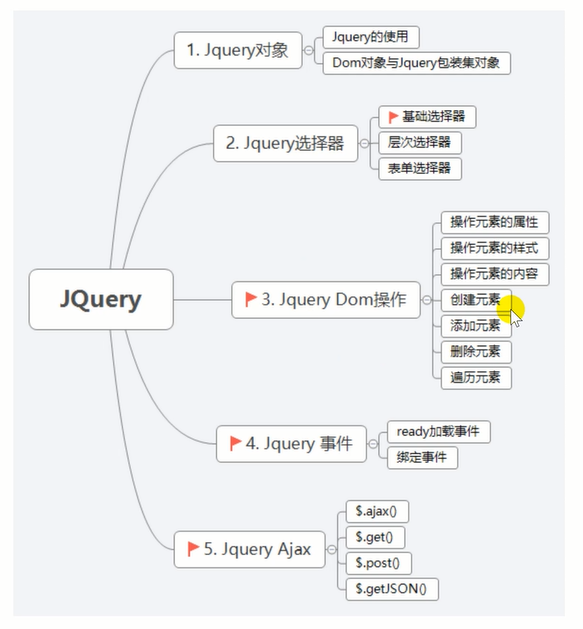 JQuery
1. Jquery对象
Jquery的使用
Dom对象与Jquery包装集对象
2. Jquery选择器
基础选择器
层次选择器
表单选择器
3. Jquery Dom操作
操作元素的属性
操作元素的样式
操作元素的内容
创建元素
添加元素
删除元素
遍历元素
4. Jquery 事件
ready加载事件
绑定事件
5. Jquery Ajax
$.ajax()
$.get()
$.post()
$.getJSON()